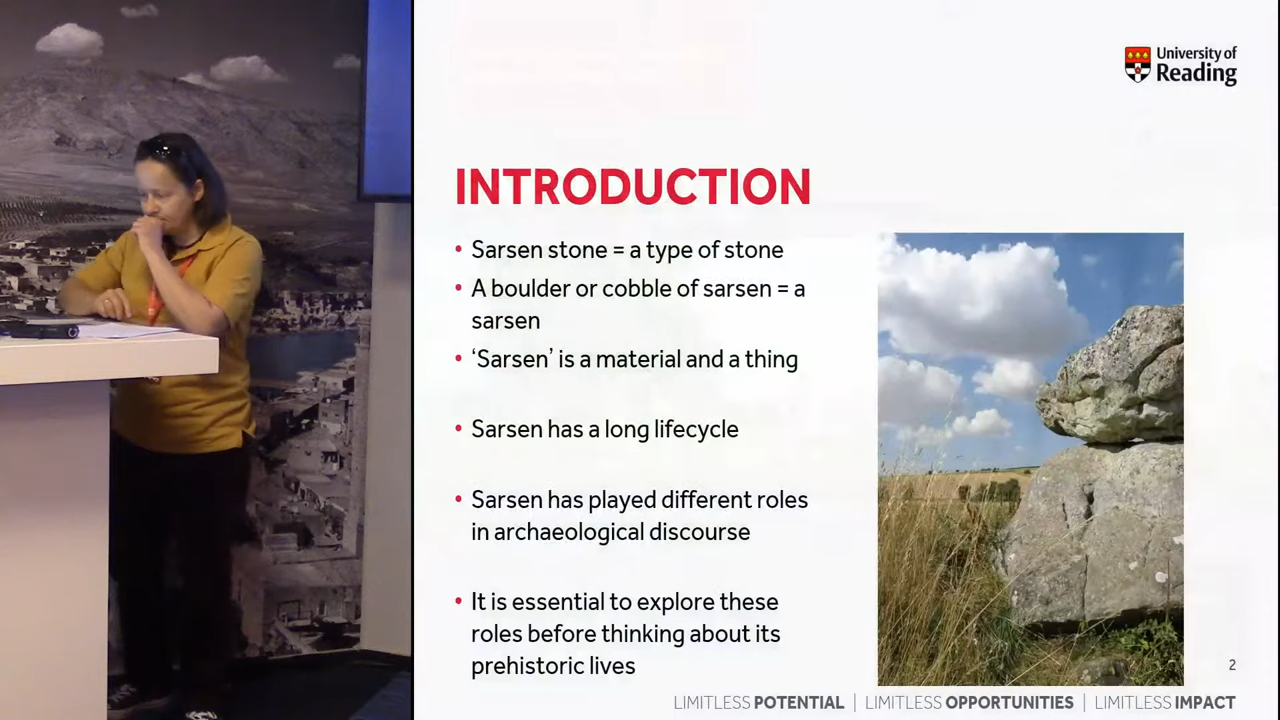 University of
Reading
INTRODUCTION
• Sarsen stone = a type of stone
• A boulder or cobble of sarsen = a
sarsen
• ‘Sarsen’ is a material and a thing
• Sarsen has a long lifecycle
• Sarsen has played different roles
in archaeological discourse
• It is essential to explore these
roles before thinking about its
prehistoric lives
2
LIMITLESS POTENTIAL | LIMITLESS OPPORTUNITIES | LIMITLESS IMPACT